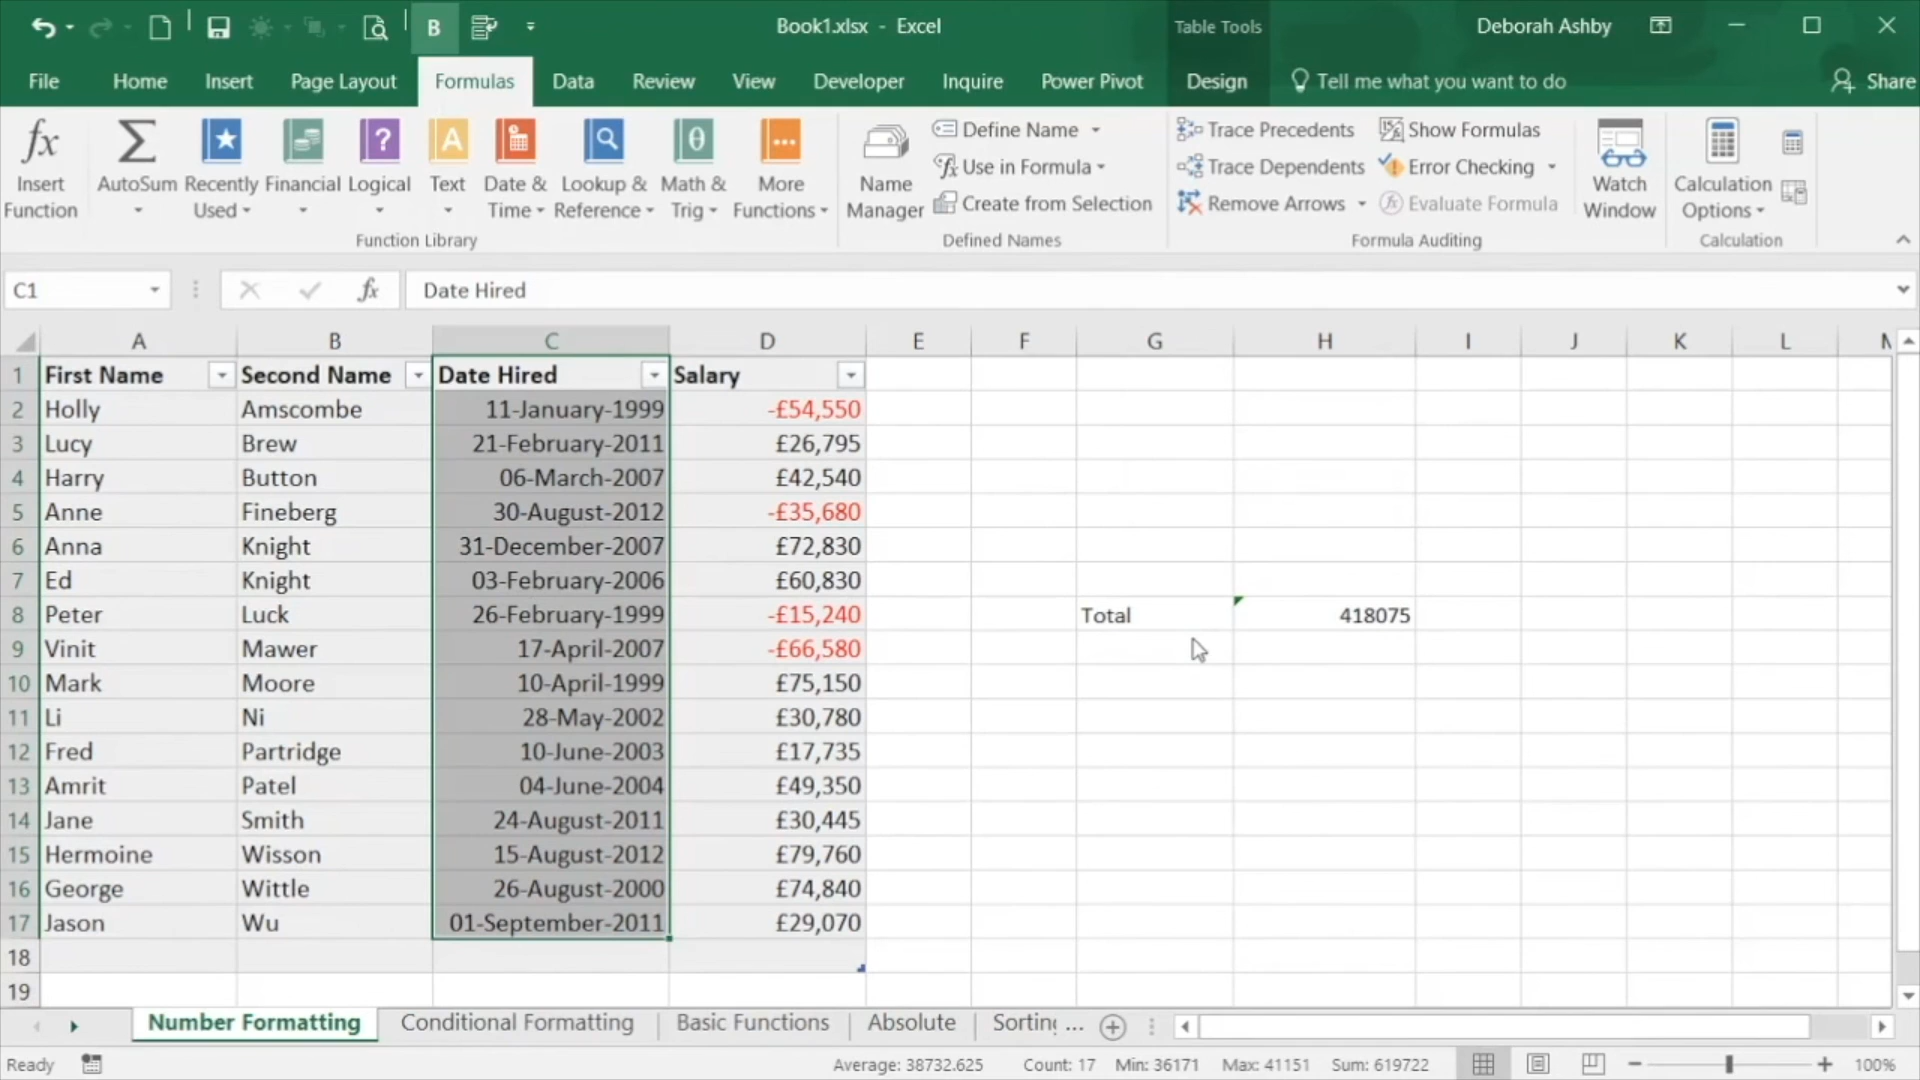 B
Book1.xlsx - Excel
Table Tools
Deborah Ashby
File Home Insert Page Layout Formulas Data Review View Developer Inquire Power Pivot Design Tell me what you want to do Share
fx Insert Function
Σ AutoSum
Recently Used
Financial
Logical
A Text
Date & Time
Lookup & Reference
θ Math & Trig
More Functions
Function Library
Name Manager
Define Name
Use in Formula
Create from Selection
Defined Names
Trace Precedents
Trace Dependents
Remove Arrows
Show Formulas
Error Checking
Evaluate Formula
Formula Auditing
Watch Window
Calculation Options
Calculation
C1 fx Date Hired
A B C D E F G H I J K L
1 First Name Second Name Date Hired Salary
2 Holly Amscombe 11-January-1999 -£54,550
3 Lucy Brew 21-February-2011 £26,795
4 Harry Button 06-March-2007 £42,540
5 Anne Fineberg 30-August-2012 -£35,680
6 Anna Knight 31-December-2007 £72,830
7 Ed Knight 03-February-2006 £60,830
8 Peter Luck 26-February-1999 -£15,240 Total 418075
9 Vinit Mawer 17-April-2007 -£66,580
10 Mark Moore 10-April-1999 £75,150
11 Li Ni 28-May-2002 £30,780
12 Fred Partridge 10-June-2003 £17,735
13 Amrit Patel 04-June-2004 £49,350
14 Jane Smith 24-August-2011 £30,445
15 Hermoine Wisson 15-August-2012 £79,760
16 George Wittle 26-August-2000 £74,840
17 Jason Wu 01-September-2011 £29,070
18
19
Number Formatting Conditional Formatting Basic Functions Absolute Sorting ...
Ready Average: 38732.625 Count: 17 Min: 36171 Max: 41151 Sum: 619722 100%